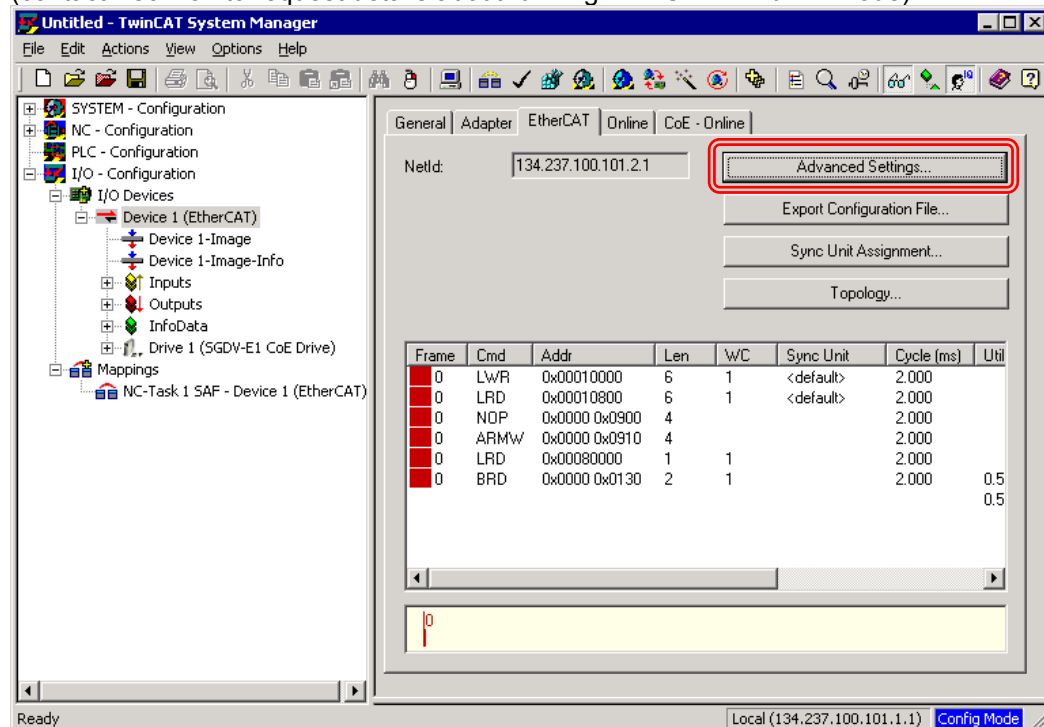 Untitled - TwinCAT System Manager
File Edit Actions View Options Help
SYSTEM - Configuration
NC - Configuration
PLC - Configuration
I/O - Configuration
I/O Devices
Device 1 (EtherCAT)
Device 1-Image
Device 1-Image-Info
Inputs
Outputs
InfoData
Drive 1 (SGDV-E1 CoE Drive)
Mappings
NC-Task 1 SAF - Device 1 (EtherCAT)
General Adapter EtherCAT Online CoE - Online
NetId: 134.237.100.101.2.1 Advanced Settings...
Export Configuration File...
Sync Unit Assignment...
Topology...
Frame Cmd Addr Len WC Sync Unit Cycle (ms) Util
0 LWR 0x00010000 6 1 <default> 2.000
0 LRD 0x00010800 6 1 <default> 2.000
0 NOP 0x0000 0x0900 4 2.000
0 ARMW 0x0000 0x0910 4 2.000
0 LRD 0x00080000 1 1 2.000
0 BRD 0x0000 0x0130 2 1 2.000 0.5
0.5
0
Ready Local (134.237.100.101.1.1) Config Mode